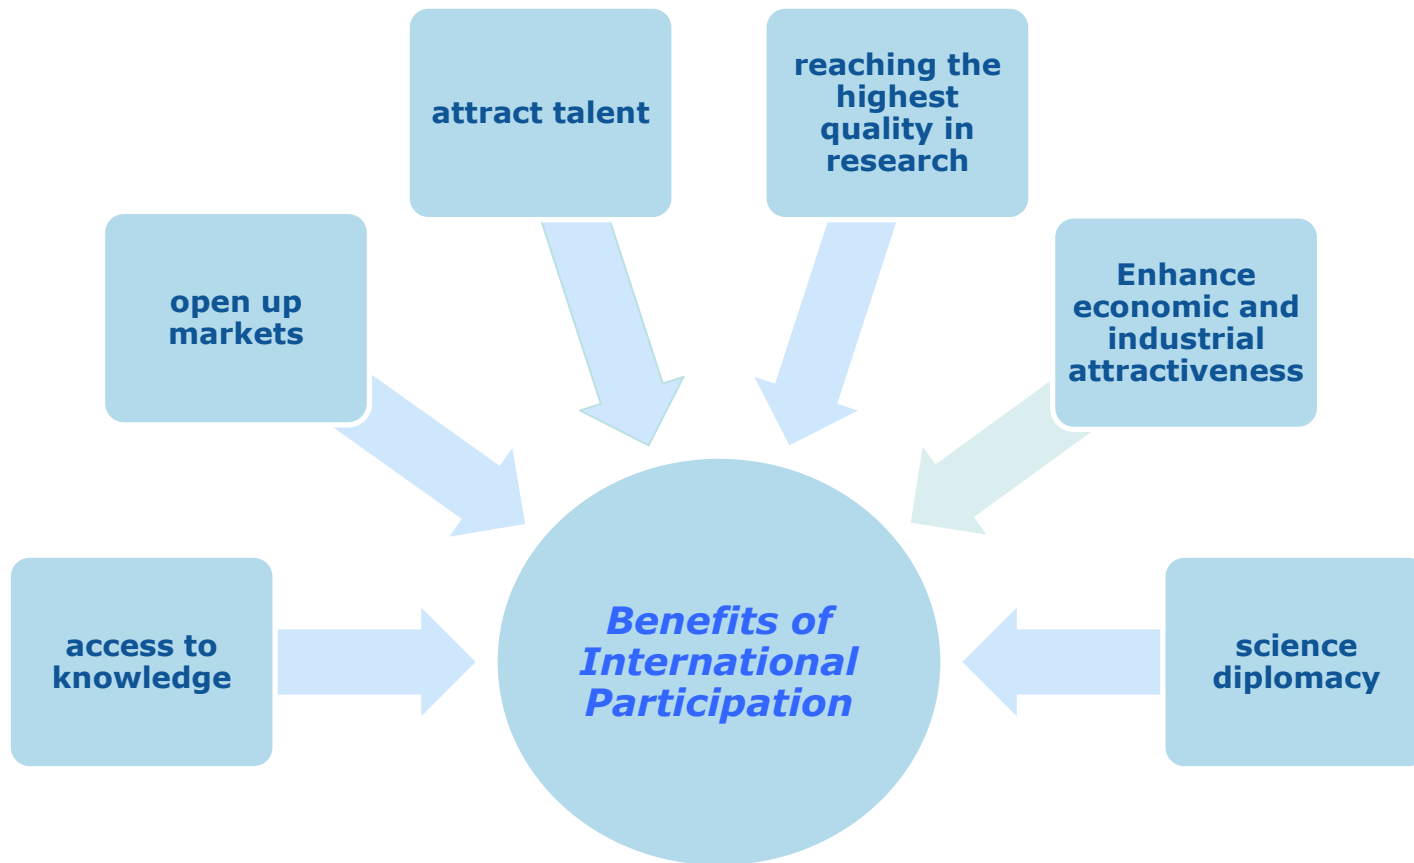 attract talent
reaching the
highest
quality in
research
open up
markets
Enhance
economic and
industrial
attractiveness
access to
knowledge
Benefits of
International
Participation
science
diplomacy